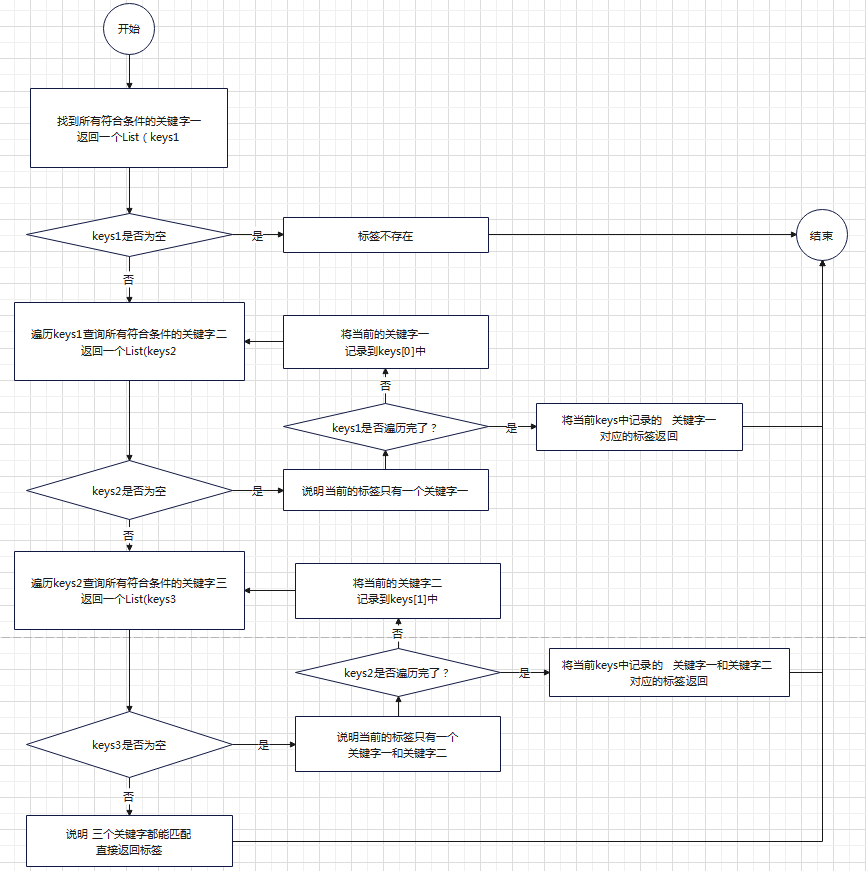 开始
找到所有符合条件的关键字一
返回一个List（keys1
keys1是否为空
是
标签不存在
结束
否
遍历keys1查询所有符合条件的关键字二
返回一个List(keys2
将当前的关键字一
记录到keys[0]中
否
keys1是否遍历完了？
是
将当前keys中记录的 关键字一
对应的标签返回
keys2是否为空
是
说明当前的标签只有一个关键字一
否
遍历keys2查询所有符合条件的关键字三
返回一个List(keys3
将当前的关键字二
记录到keys[1]中
否
keys2是否遍历完了？
是
将当前keys中记录的 关键字一和关键字二
对应的标签返回
keys3是否为空
是
说明当前的标签只有一个
关键字一和关键字二
否
说明 三个关键字都能匹配
直接返回标签